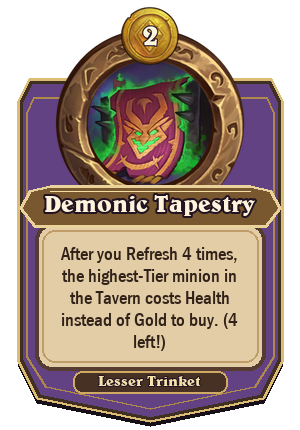 2
Demonic Tapestry
After you Refresh 4 times,
the highest-Tier minion in
the Tavern costs Health
instead of Gold to buy. (4
left!)
Lesser Trinket